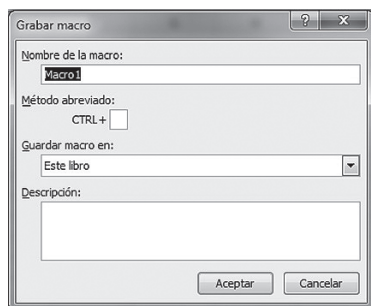 Grabar macro
Nombre de la macro:
Macro1
Método abreviado:
CTRL+
Guardar macro en:
Este libro
Descripción:
Aceptar
Cancelar